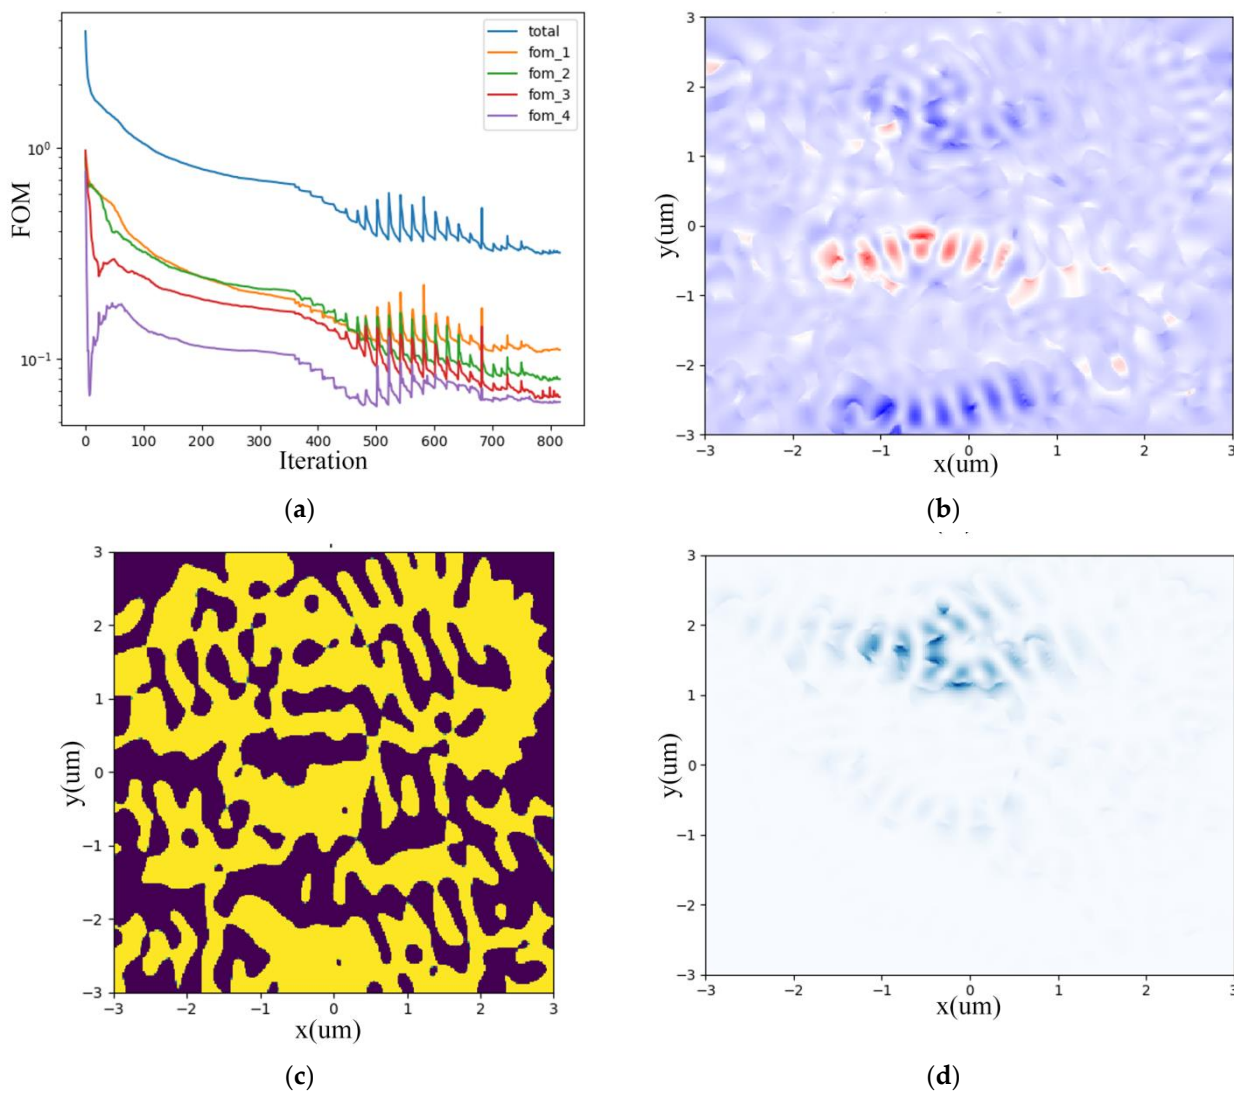 total
fom_1
fom_2
fom_3
fom_4
10⁰
10⁻¹
FOM
0 100 200 300 400 500 600 700 800
Iteration
(a)
3
2
1
0
−1
−2
−3
y(um)
−3 −2 −1 0 1 2 3
x(um)
(b)
3
2
1
0
−1
−2
−3
y(um)
−3 −2 −1 0 1 2 3
x(um)
(c)
3
2
1
0
−1
−2
−3
y(um)
−3 −2 −1 0 1 2 3
x(um)
(d)